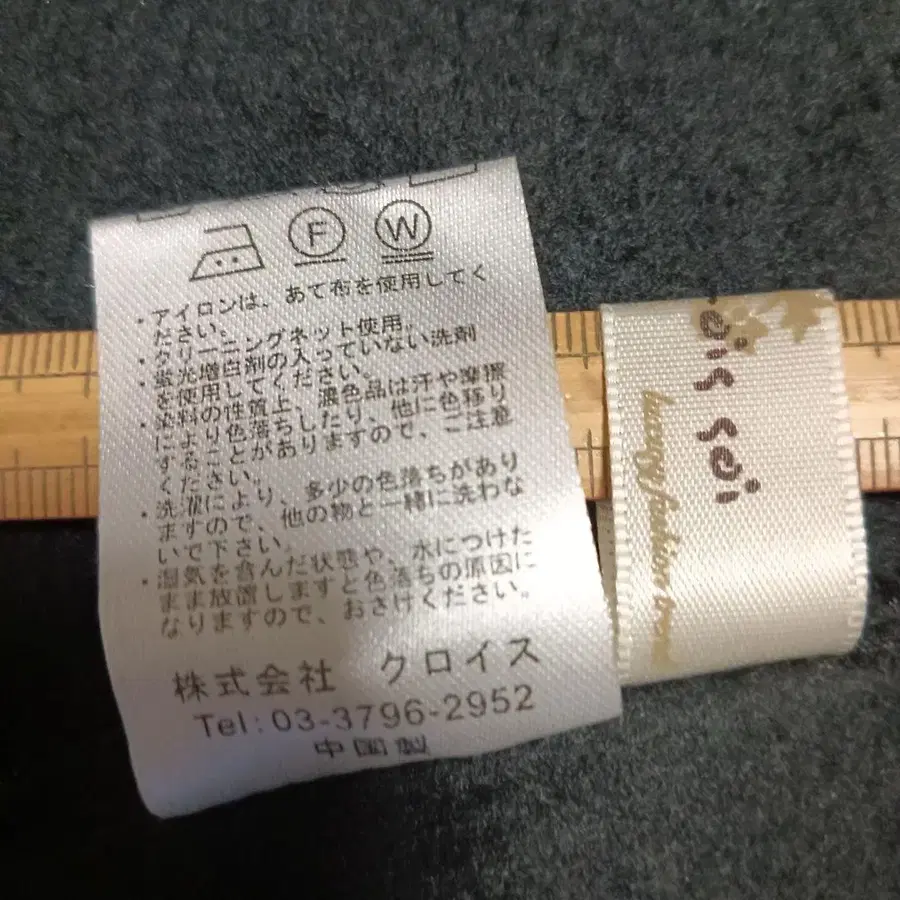 F W
・アイロンは、あて布を使用してく
ださい。
・クリーニングネット使用。
・蛍光増白剤の入っていない洗剤
を使用してください。
・染料の性質上、濃色品は汗や摩擦
により色落ちしたり、他に色移り
することがありますので、ご注意
ください。
・洗濯により、多少の色落ちがあり
ますので、他の物と一緒に洗わな
いで下さい。
・湿気を含んだ状態や、水につけた
まま放置しますと色落ちの原因に
なりますので、おさけください。
株式会社 クロイス
Tel:03-3796-2952
中国製
soi
luxury fashion